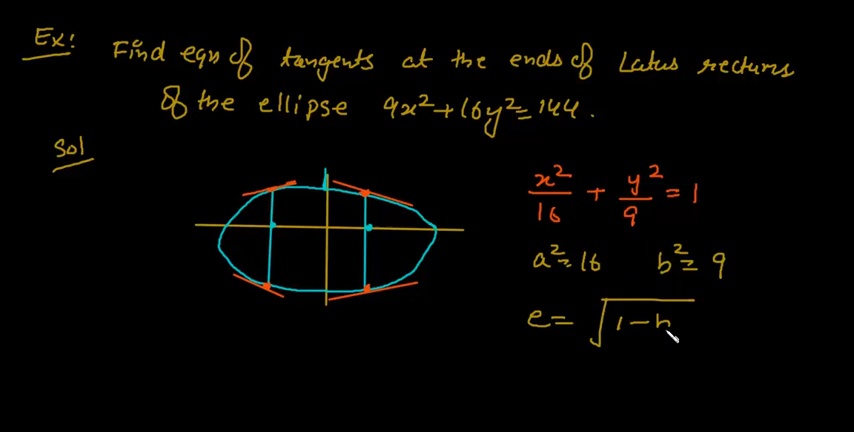 Ex: Find eqn of tangents at the ends of Latus rectums
of the ellipse 9x²+16y²=144.
Sol
x²/16 + y²/9 = 1
a²=16 b²=9
e= √1-b